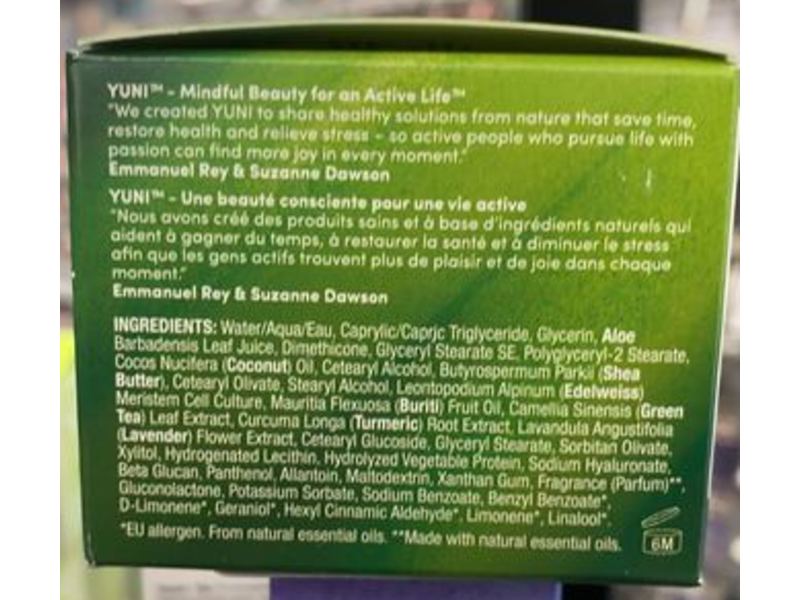 YUNI™ - Mindful Beauty for an Active Life™
"We created YUNI to share healthy solutions from nature that save time,
restore health and relieve stress - so active people who pursue life with
passion can find more joy in every moment."
Emmanuel Rey & Suzanne Dawson
YUNI™ - Une beauté consciente pour une vie active
"Nous avons créé des produits sains et à base d'ingrédients naturels qui
aident à gagner du temps, à restaurer la santé et à diminuer le stress
afin que les gens actifs trouvent plus de plaisir et de joie dans chaque
moment."
Emmanuel Rey & Suzanne Dawson
INGREDIENTS: Water/Aqua/Eau, Caprylic/Capric Triglyceride, Glycerin, Aloe
Barbadensis Leaf Juice, Dimethicone, Glyceryl Stearate SE, Polyglyceryl-2 Stearate,
Cocos Nucifera (Coconut) Oil, Cetearyl Alcohol, Butyrospermum Parkii (Shea
Butter), Cetearyl Olivate, Stearyl Alcohol, Leontopodium Alpinum (Edelweiss)
Meristem Cell Culture, Mauritia Flexuosa (Buriti) Fruit Oil, Camellia Sinensis (Green
Tea) Leaf Extract, Curcuma Longa (Turmeric) Root Extract, Lavandula Angustifolia
(Lavender) Flower Extract, Cetearyl Glucoside, Glyceryl Stearate, Sorbitan Olivate,
Xylitol, Hydrogenated Lecithin, Hydrolyzed Vegetable Protein, Sodium Hyaluronate,
Beta Glucan, Panthenol, Allantoin, Maltodextrin, Xanthan Gum, Fragrance (Parfum)**,
Gluconolactone, Potassium Sorbate, Sodium Benzoate, Benzyl Benzoate*,
D-Limonene*, Geraniol*, Hexyl Cinnamic Aldehyde*, Limonene*, Linalool*.
*EU allergen. From natural essential oils. **Made with natural essential oils.
6M